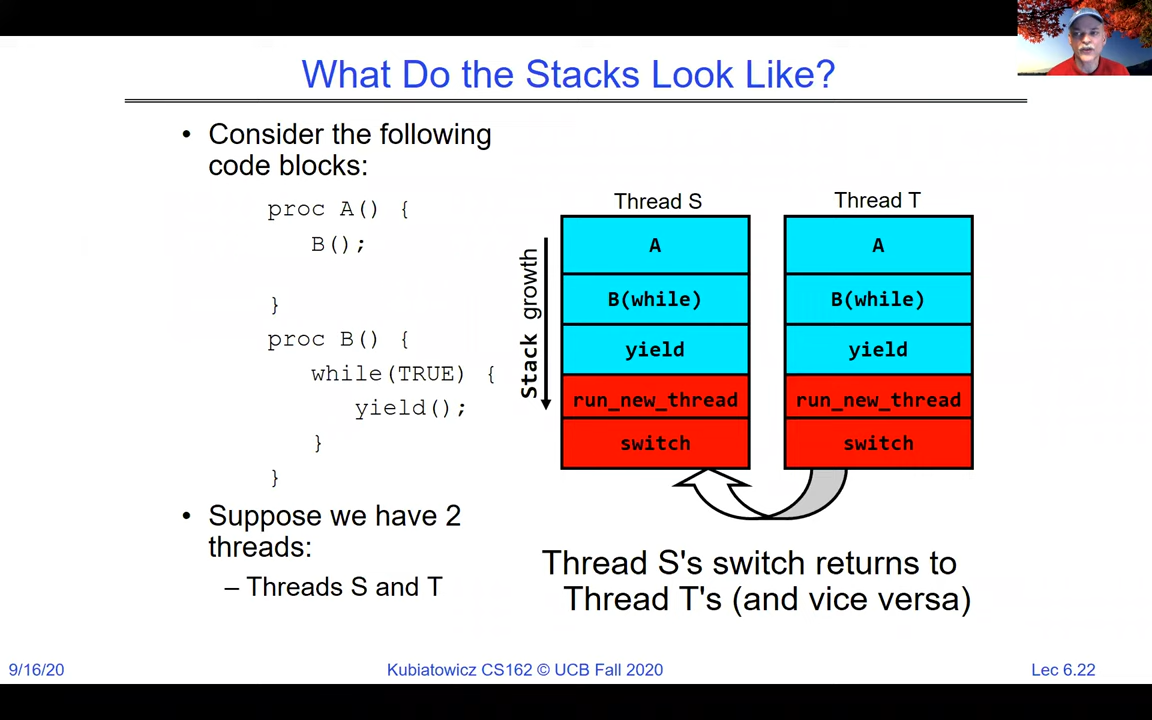 What Do the Stacks Look Like?
• Consider the following
code blocks:
proc A() {
B();
}
proc B() {
while(TRUE) {
yield();
}
}
• Suppose we have 2
threads:
– Threads S and T
Stack growth
Thread S
A
B(while)
yield
run_new_thread
switch
Thread T
A
B(while)
yield
run_new_thread
switch
Thread S's switch returns to
Thread T's (and vice versa)
9/16/20
Kubiatowicz CS162 © UCB Fall 2020
Lec 6.22